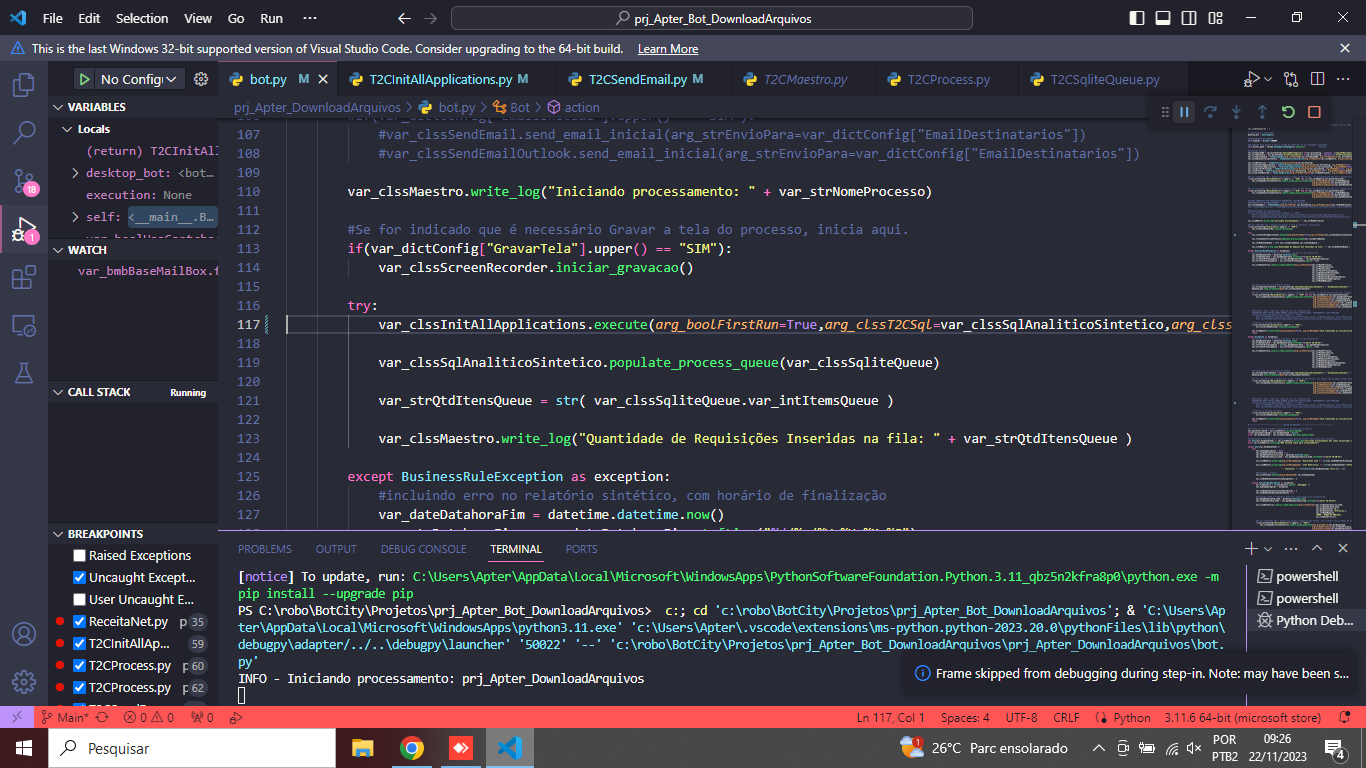 File Edit Selection View Go Run ··· prj_Apter_Bot_DownloadArquivos
This is the last Windows 32-bit supported version of Visual Studio Code. Consider upgrading to the 64-bit build. Learn More
No Config
bot.py M T2CInitAllApplications.py M T2CSendEmail.py M T2CMaestro.py T2CProcess.py T2CSqliteQueue.py
prj_Apter_Bot_DownloadArquivos > bot.py > Bot > action
VARIABLES
Locals
(return) T2CInitAll
desktop_bot: <bot…
execution: None
self: <__main__.B…
WATCH
var_bmbBaseMailBox.f
CALL STACK Running
BREAKPOINTS
Raised Exceptions
Uncaught Except...
User Uncaught E...
ReceitaNet.py p 35
T2CInitAllAp... 59
T2CProcess.py p 60
T2CProcess.py p 62
18
1
107 #var_clssSendEmail.send_email_inicial(arg_strEnvioPara=var_dictConfig["EmailDestinatarios"])
108 #var_clssSendEmailOutlook.send_email_inicial(arg_strEnvioPara=var_dictConfig["EmailDestinatarios"])
109
110 var_clssMaestro.write_log("Iniciando processamento: " + var_strNomeProcesso)
111
112 #Se for indicado que é necessário Gravar a tela do processo, inicia aqui.
113 if(var_dictConfig["GravarTela"].upper() == "SIM"):
114 var_clssScreenRecorder.iniciar_gravacao()
115
116 try:
117 var_clssInitAllApplications.execute(arg_boolFirstRun=True,arg_clssT2CSql=var_clssSqlAnaliticoSintetico,arg_clss
118
119 var_clssSqlAnaliticoSintetico.populate_process_queue(var_clssSqliteQueue)
120
121 var_strQtdItensQueue = str( var_clssSqliteQueue.var_intItemsQueue )
122
123 var_clssMaestro.write_log("Quantidade de Requisições Inseridas na fila: " + var_strQtdItensQueue )
124
125 except BusinessRuleException as exception:
126 #incluindo erro no relatório sintético, com horário de finalização
127 var_dateDatahoraFim = datetime.datetime.now()
PROBLEMS OUTPUT DEBUG CONSOLE TERMINAL PORTS
[notice] To update, run: C:\Users\Apter\AppData\Local\Microsoft\WindowsApps\PythonSoftwareFoundation.Python.3.11_qbz5n2kfra8p0\python.exe -m
pip install --upgrade pip
PS C:\robo\BotCity\Projetos\prj_Apter_Bot_DownloadArquivos> c:; cd 'c:\robo\BotCity\Projetos\prj_Apter_Bot_DownloadArquivos'; & 'C:\Users\Ap
ter\AppData\Local\Microsoft\WindowsApps\python3.11.exe' 'c:\Users\Apter\.vscode\extensions\ms-python.python-2023.20.0\pythonFiles\lib\python\
debugpy\adapter/../..\debugpy\launcher' '50022' '--' 'c:\robo\BotCity\Projetos\prj_Apter_Bot_DownloadArquivos\prj_Apter_DownloadArquivos\bot.
py'
INFO - Iniciando processamento: prj_Apter_DownloadArquivos
powershell
powershell
Python Deb...
Frame skipped from debugging during step-in. Note: may have been s...
Main* 0 0 0 Ln 117, Col 1 Spaces: 4 UTF-8 CRLF Python 3.11.6 64-bit (microsoft store)
Pesquisar 1 26°C Parc ensolarado POR 09:26
PTB2 22/11/2023 4